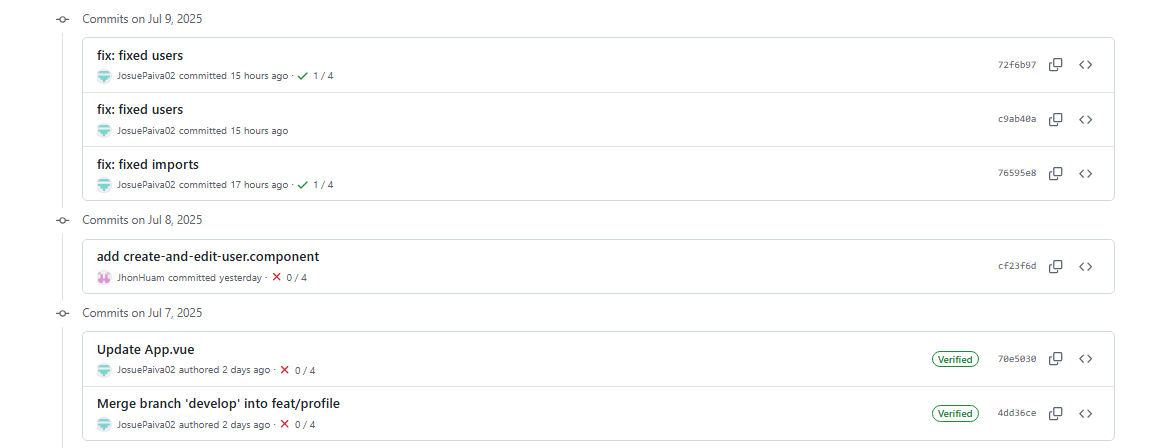 Commits on Jul 9, 2025
fix: fixed users
JosuePaiva02 committed 15 hours ago · 1 / 4
72f6b97
fix: fixed users
JosuePaiva02 committed 15 hours ago
c9ab40a
fix: fixed imports
JosuePaiva02 committed 17 hours ago · 1 / 4
76595e8
Commits on Jul 8, 2025
add create-and-edit-user.component
JhonHuam committed yesterday · 0 / 4
cf23f6d
Commits on Jul 7, 2025
Update App.vue
JosuePaiva02 authored 2 days ago · 0 / 4
Verified 70e5030
Merge branch 'develop' into feat/profile
JosuePaiva02 authored 2 days ago · 0 / 4
Verified 4dd36ce